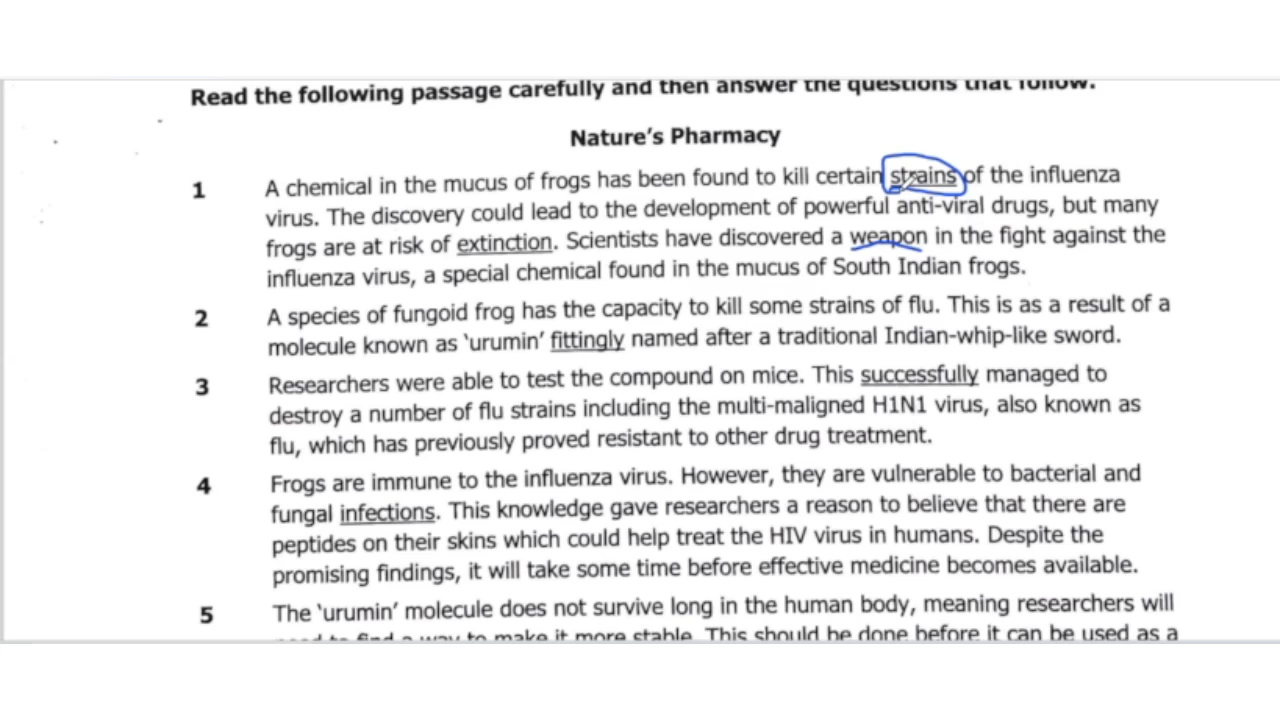 Read the following passage carefully and then answer the questions that follow.
Nature's Pharmacy
1 A chemical in the mucus of frogs has been found to kill certain strains of the influenza
virus. The discovery could lead to the development of powerful anti-viral drugs, but many
frogs are at risk of extinction. Scientists have discovered a weapon in the fight against the
influenza virus, a special chemical found in the mucus of South Indian frogs.
2 A species of fungoid frog has the capacity to kill some strains of flu. This is as a result of a
molecule known as 'urumin' fittingly named after a traditional Indian-whip-like sword.
3 Researchers were able to test the compound on mice. This successfully managed to
destroy a number of flu strains including the multi-maligned H1N1 virus, also known as
flu, which has previously proved resistant to other drug treatment.
4 Frogs are immune to the influenza virus. However, they are vulnerable to bacterial and
fungal infections. This knowledge gave researchers a reason to believe that there are
peptides on their skins which could help treat the HIV virus in humans. Despite the
promising findings, it will take some time before effective medicine becomes available.
5 The 'urumin' molecule does not survive long in the human body, meaning researchers will
need to find a way to make it more stable. This should be done before it can be used as a